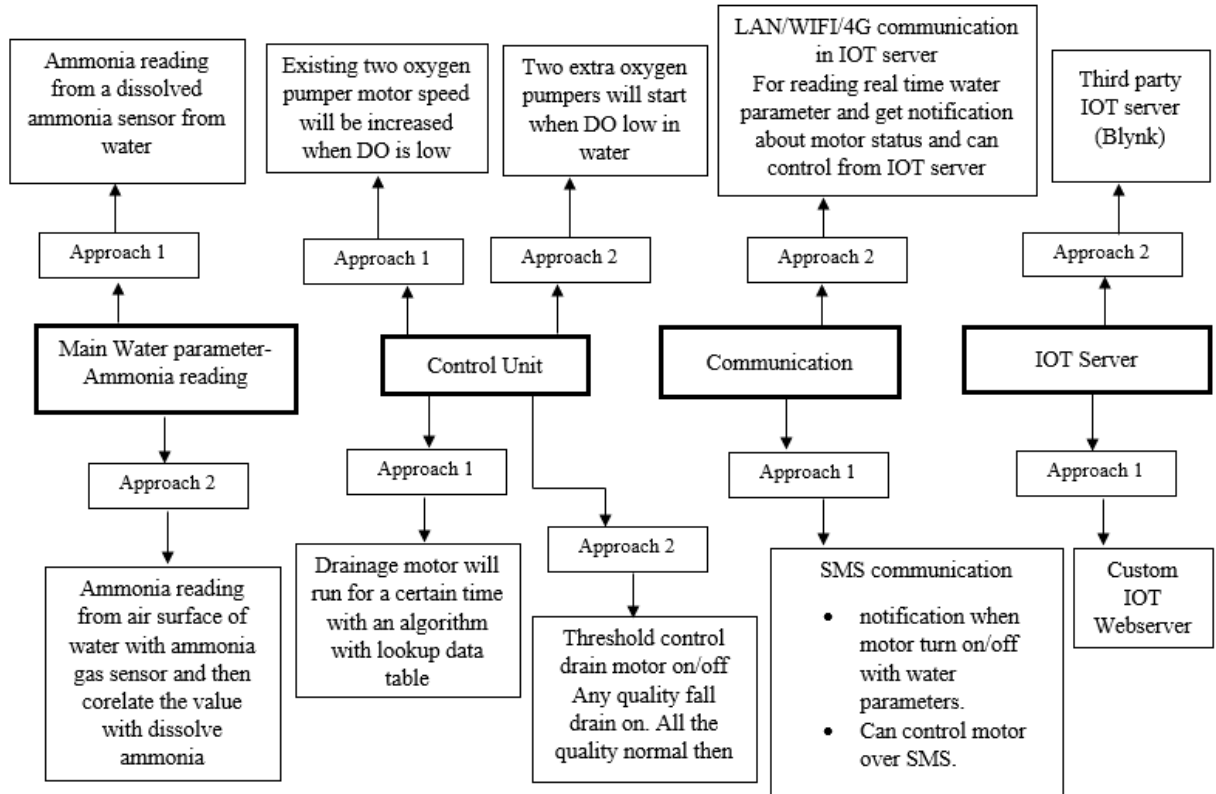 Ammonia reading
from a dissolved
ammonia sensor from
water
Existing two oxygen
pumper motor speed
will be increased
when DO is low
Two extra oxygen
pumpers will start
when DO low in
water
LAN/WIFI/4G communication
in IOT server
For reading real time water
parameter and get notification
about motor status and can
control from IOT server
Third party
IOT server
(Blynk)
Approach 1
Approach 1
Approach 2
Approach 2
Approach 2
Main Water parameter-
Ammonia reading
Control Unit
Communication
IOT Server
Approach 2
Approach 1
Approach 2
Approach 1
Approach 1
Ammonia reading
from air surface of
water with ammonia
gas sensor and then
corelate the value
with dissolve
ammonia
Drainage motor will
run for a certain time
with an algorithm
with lookup data
table
Threshold control
drain motor on/off
Any quality fall
drain on. All the
quality normal then
SMS communication
• notification when
motor turn on/off
with water
parameters.
• Can control motor
over SMS.
Custom
IOT
Webserver